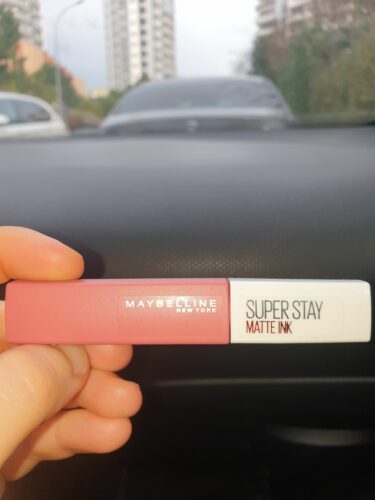 MAYBELLINE
NEW YORK
SUPER STAY
MATTE INK